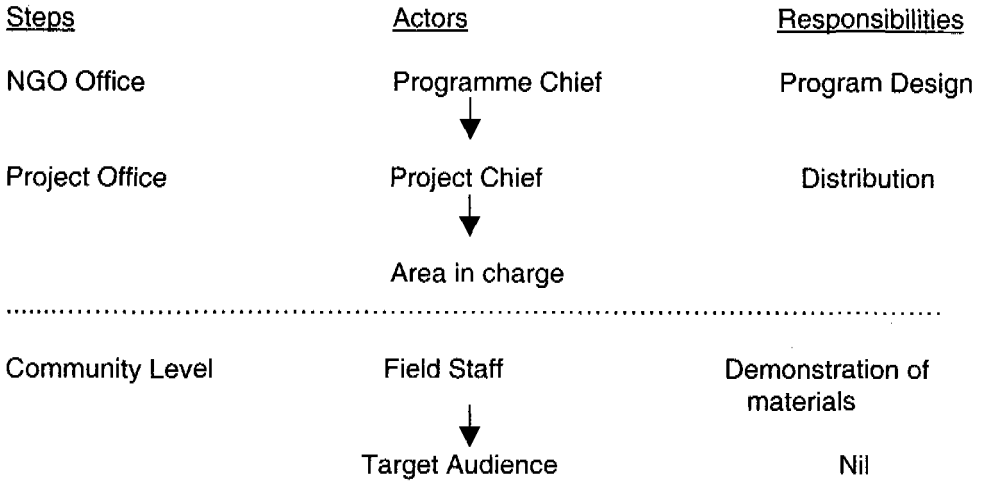 Steps Actors Responsibilities
NGO Office Programme Chief Program Design
Project Office Project Chief Distribution
Area in charge
Community Level Field Staff Demonstration of
materials
Target Audience Nil